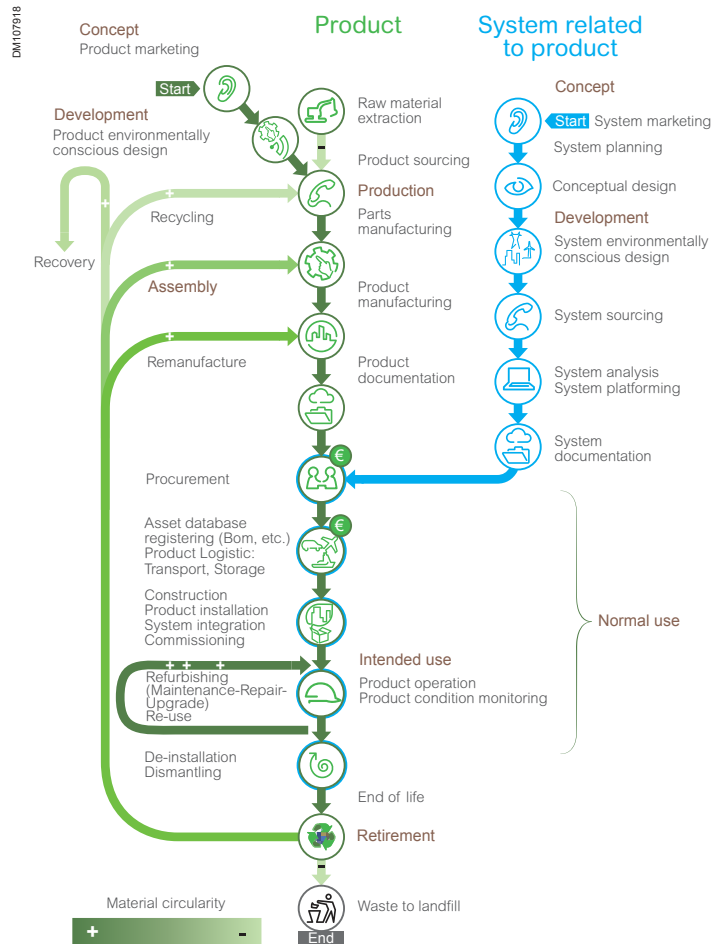 DM107918
Concept
Product marketing
Start
Development
Product environmentally
conscious design
Product
Raw material
extraction
-
Product sourcing
Production
Parts
manufacturing
Product
manufacturing
Product
documentation
+
Recycling
+
Recovery
+
Assembly
+
Remanufacture
System related
to product
Concept
Start System marketing
System planning
Conceptual design
Development
System environmentally
conscious design
System sourcing
System analysis
System platforming
System
documentation
€
Procurement
€
Asset database
registering (Bom, etc.)
Product Logistic:
Transport, Storage
Construction
Product installation
System integration
Commissioning
Normal use
Intended use
Product operation
Product condition monitoring
+ + +
Refurbishing
(Maintenance-Repair-
Upgrade)
Re-use
De-installation
Dismantling
End of life
Retirement
-
Waste to landfill
End
Material circularity
+ -